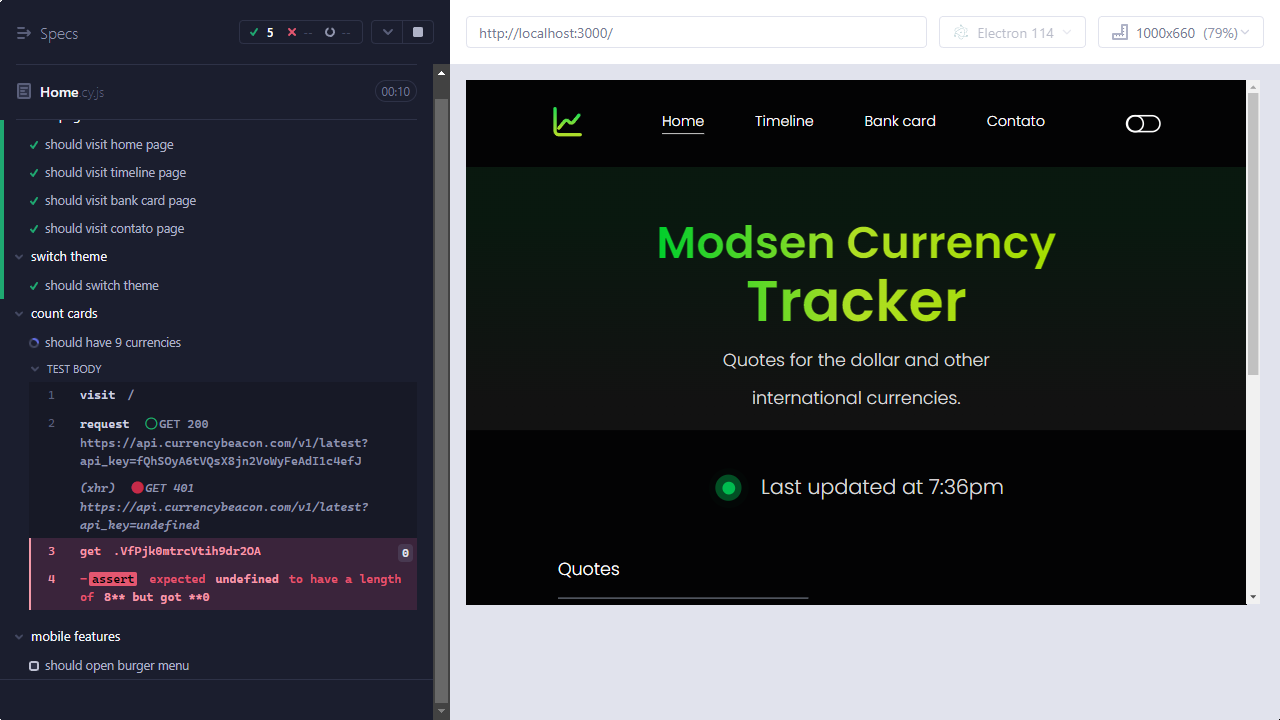 Specs
5
--
--
Home.cy.js
00:10
should visit home page
should visit timeline page
should visit bank card page
should visit contato page
switch theme
should switch theme
count cards
should have 9 currencies
TEST BODY
1 visit /
2 request GET 200
https://api.currencybeacon.com/v1/latest?
api_key=fQhSOyA6tVQsX8jn2VoWyFeAdI1c4efJ
(xhr) GET 401
https://api.currencybeacon.com/v1/latest?
api_key=undefined
3 get .VfPjk0mtrcVtih9dr2OA 0
4 -assert expected undefined to have a length
of 8** but got **0
mobile features
should open burger menu
http://localhost:3000/
Electron 114
1000x660 (79%)
Home Timeline Bank card Contato
Modsen Currency
Tracker
Quotes for the dollar and other
international currencies.
Last updated at 7:36pm
Quotes